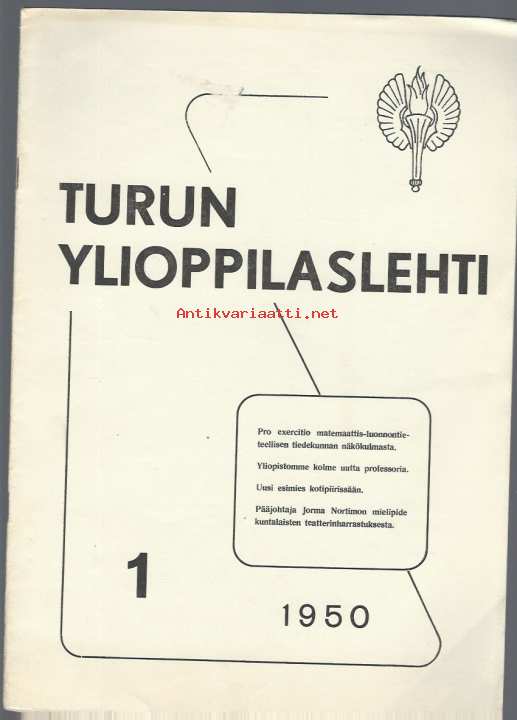 TURUN
YLIOPPILASLEHTI
Antikvariaatti.net
Pro exercitio matemaattis-luonnontie-
teellisen tiedekunnan näkökulmasta.
Yliopistomme kolme uutta professoria.
Uusi esimies kotipiirissään.
Pääjohtaja Jorma Nortimon mielipide
kuntalaisten teatterinharrastuksesta.
1
1950